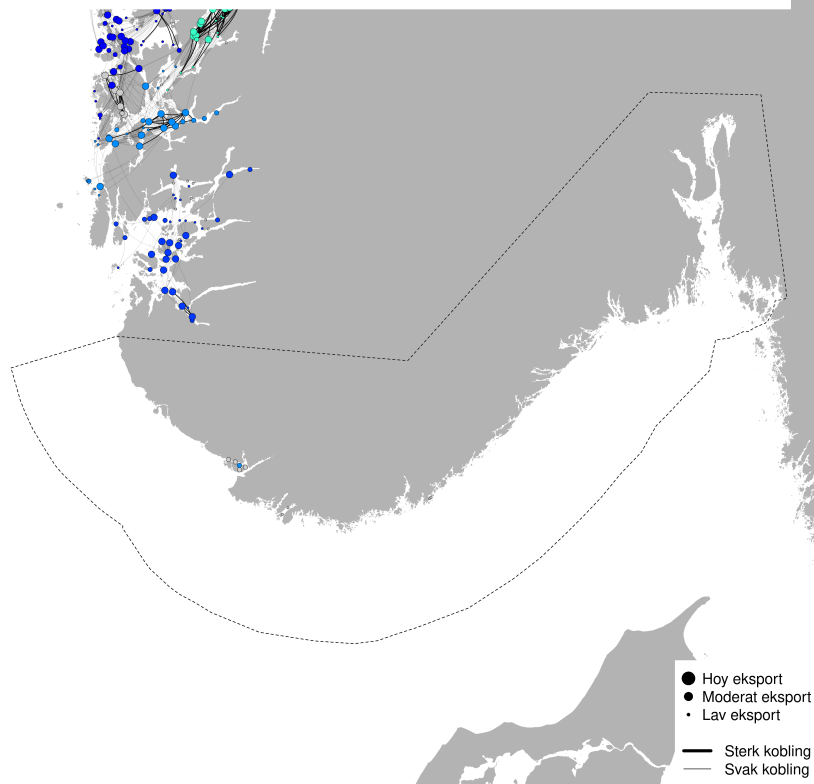 Hoy eksport
Moderat eksport
Lav eksport
Sterk kobling
Svak kobling